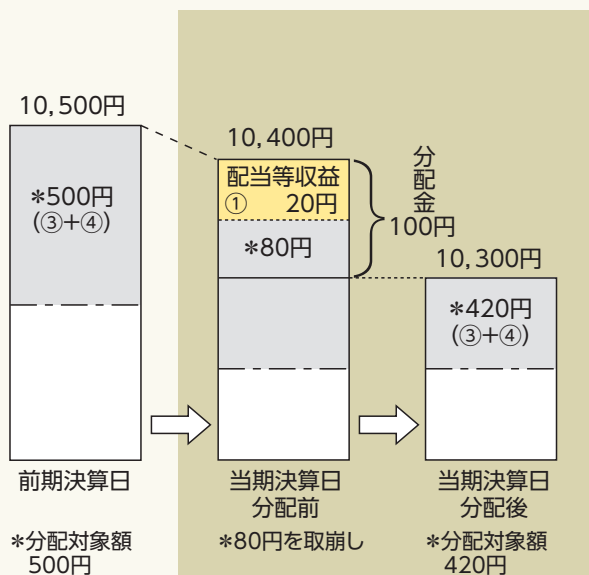 10,500円
*500円
(③+④)
前期決算日
*分配対象額
500円
10,400円
配当等収益
① 20円
*80円
分配金
100円
当期決算日
分配前
*80円を取崩し
10,300円
*420円
(③+④)
当期決算日
分配後
*分配対象額
420円